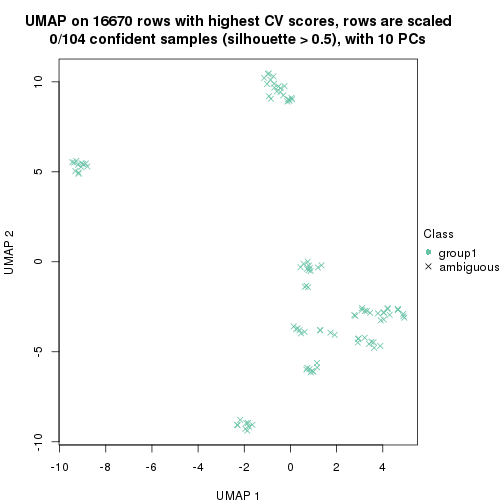 UMAP on 16670 rows with highest CV scores, rows are scaled
0/104 confident samples (silhouette > 0.5), with 10 PCs
10
5
0
-5
-10
UMAP 2
-10 -8 -6 -4 -2 0 2 4
UMAP 1
Class
group1
ambiguous